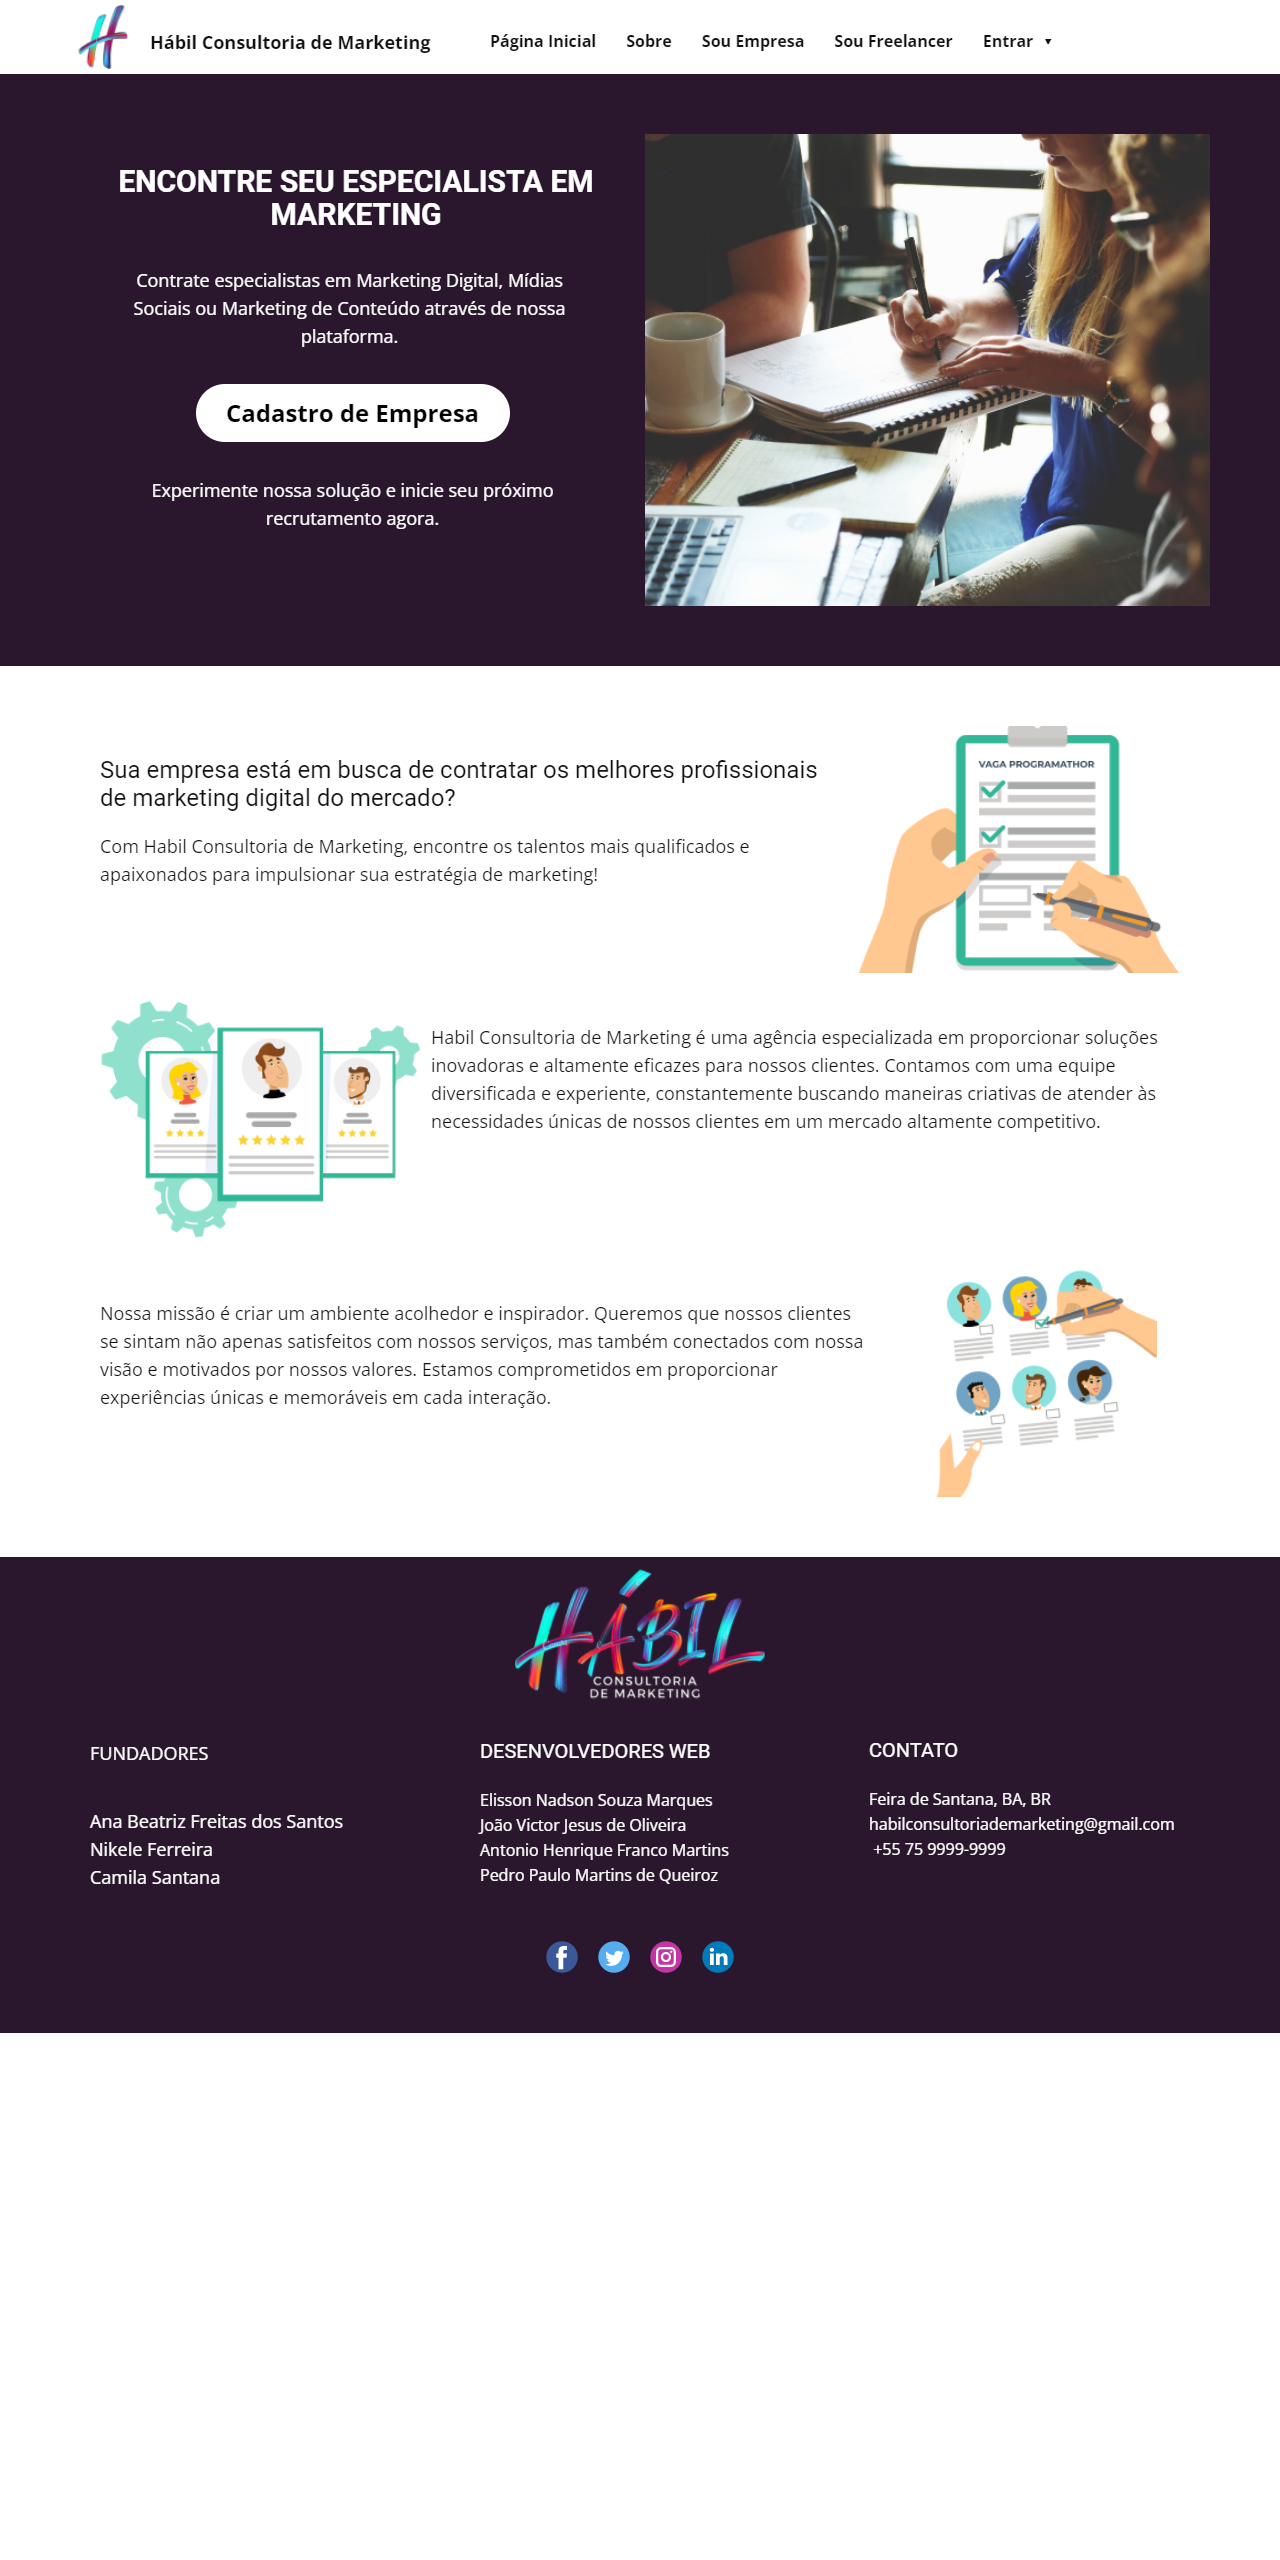 Hábil Consultoria de Marketing
Página Inicial
Sobre
Sou Empresa
Sou Freelancer
Entrar ▼
ENCONTRE SEU ESPECIALISTA EM
MARKETING
Contrate especialistas em Marketing Digital, Mídias
Sociais ou Marketing de Conteúdo através de nossa
plataforma.
Cadastro de Empresa
Experimente nossa solução e inicie seu próximo
recrutamento agora.
Sua empresa está em busca de contratar os melhores profissionais
de marketing digital do mercado?
Com Habil Consultoria de Marketing, encontre os talentos mais qualificados e
apaixonados para impulsionar sua estratégia de marketing!
VAGA PROGRAMATHOR
Habil Consultoria de Marketing é uma agência especializada em proporcionar soluções
inovadoras e altamente eficazes para nossos clientes. Contamos com uma equipe
diversificada e experiente, constantemente buscando maneiras criativas de atender às
necessidades únicas de nossos clientes em um mercado altamente competitivo.
Nossa missão é criar um ambiente acolhedor e inspirador. Queremos que nossos clientes
se sintam não apenas satisfeitos com nossos serviços, mas também conectados com nossa
visão e motivados por nossos valores. Estamos comprometidos em proporcionar
experiências únicas e memoráveis em cada interação.
HÁBIL
CONSULTORIA
DE MARKETING
FUNDADORES
Ana Beatriz Freitas dos Santos
Nikele Ferreira
Camila Santana
DESENVOLVEDORES WEB
Elisson Nadson Souza Marques
João Victor Jesus de Oliveira
Antonio Henrique Franco Martins
Pedro Paulo Martins de Queiroz
CONTATO
Feira de Santana, BA, BR
habilconsultoriademarketing@gmail.com
+55 75 9999-9999